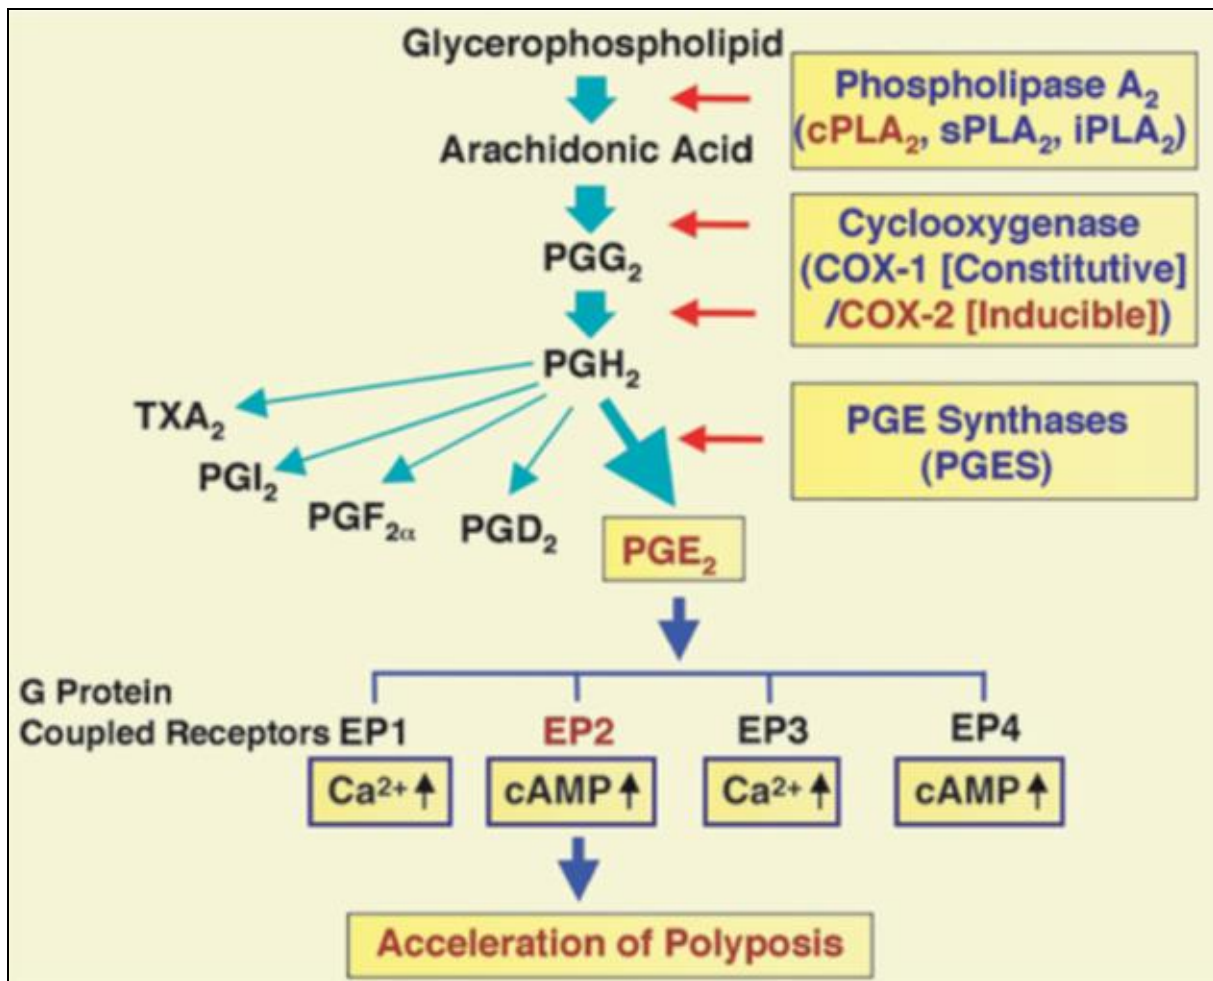 Glycerophospholipid
Phospholipase A₂
(cPLA₂, sPLA₂, iPLA₂)
Arachidonic Acid
Cyclooxygenase
(COX-1 [Constitutive]
/COX-2 [Inducible])
PGG₂
PGH₂
PGE Synthases
(PGES)
TXA₂
PGI₂
PGF₂α
PGD₂
PGE₂
G Protein
Coupled Receptors
EP1
EP2
EP3
EP4
Ca²⁺
cAMP
Ca²⁺
cAMP
Acceleration of Polyposis